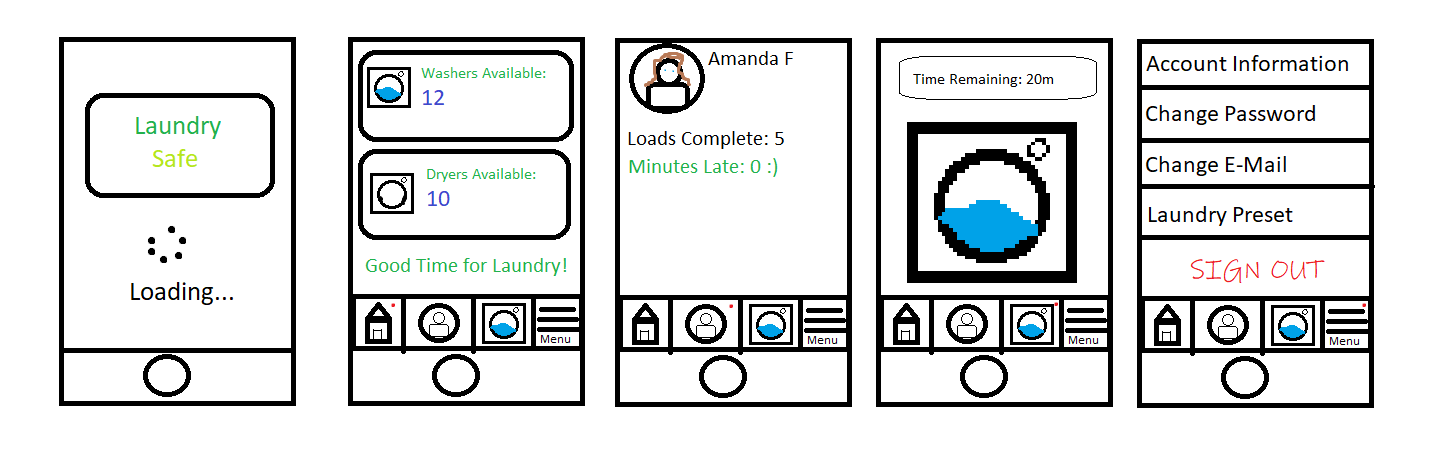 Laundry
Safe
Loading...
Washers Available:
12
Dryers Available:
10
Good Time for Laundry!
Menu
Amanda F
Loads Complete: 5
Minutes Late: 0 :)
Menu
Time Remaining: 20m
Menu
Account Information
Change Password
Change E-Mail
Laundry Preset
SIGN OUT
Menu